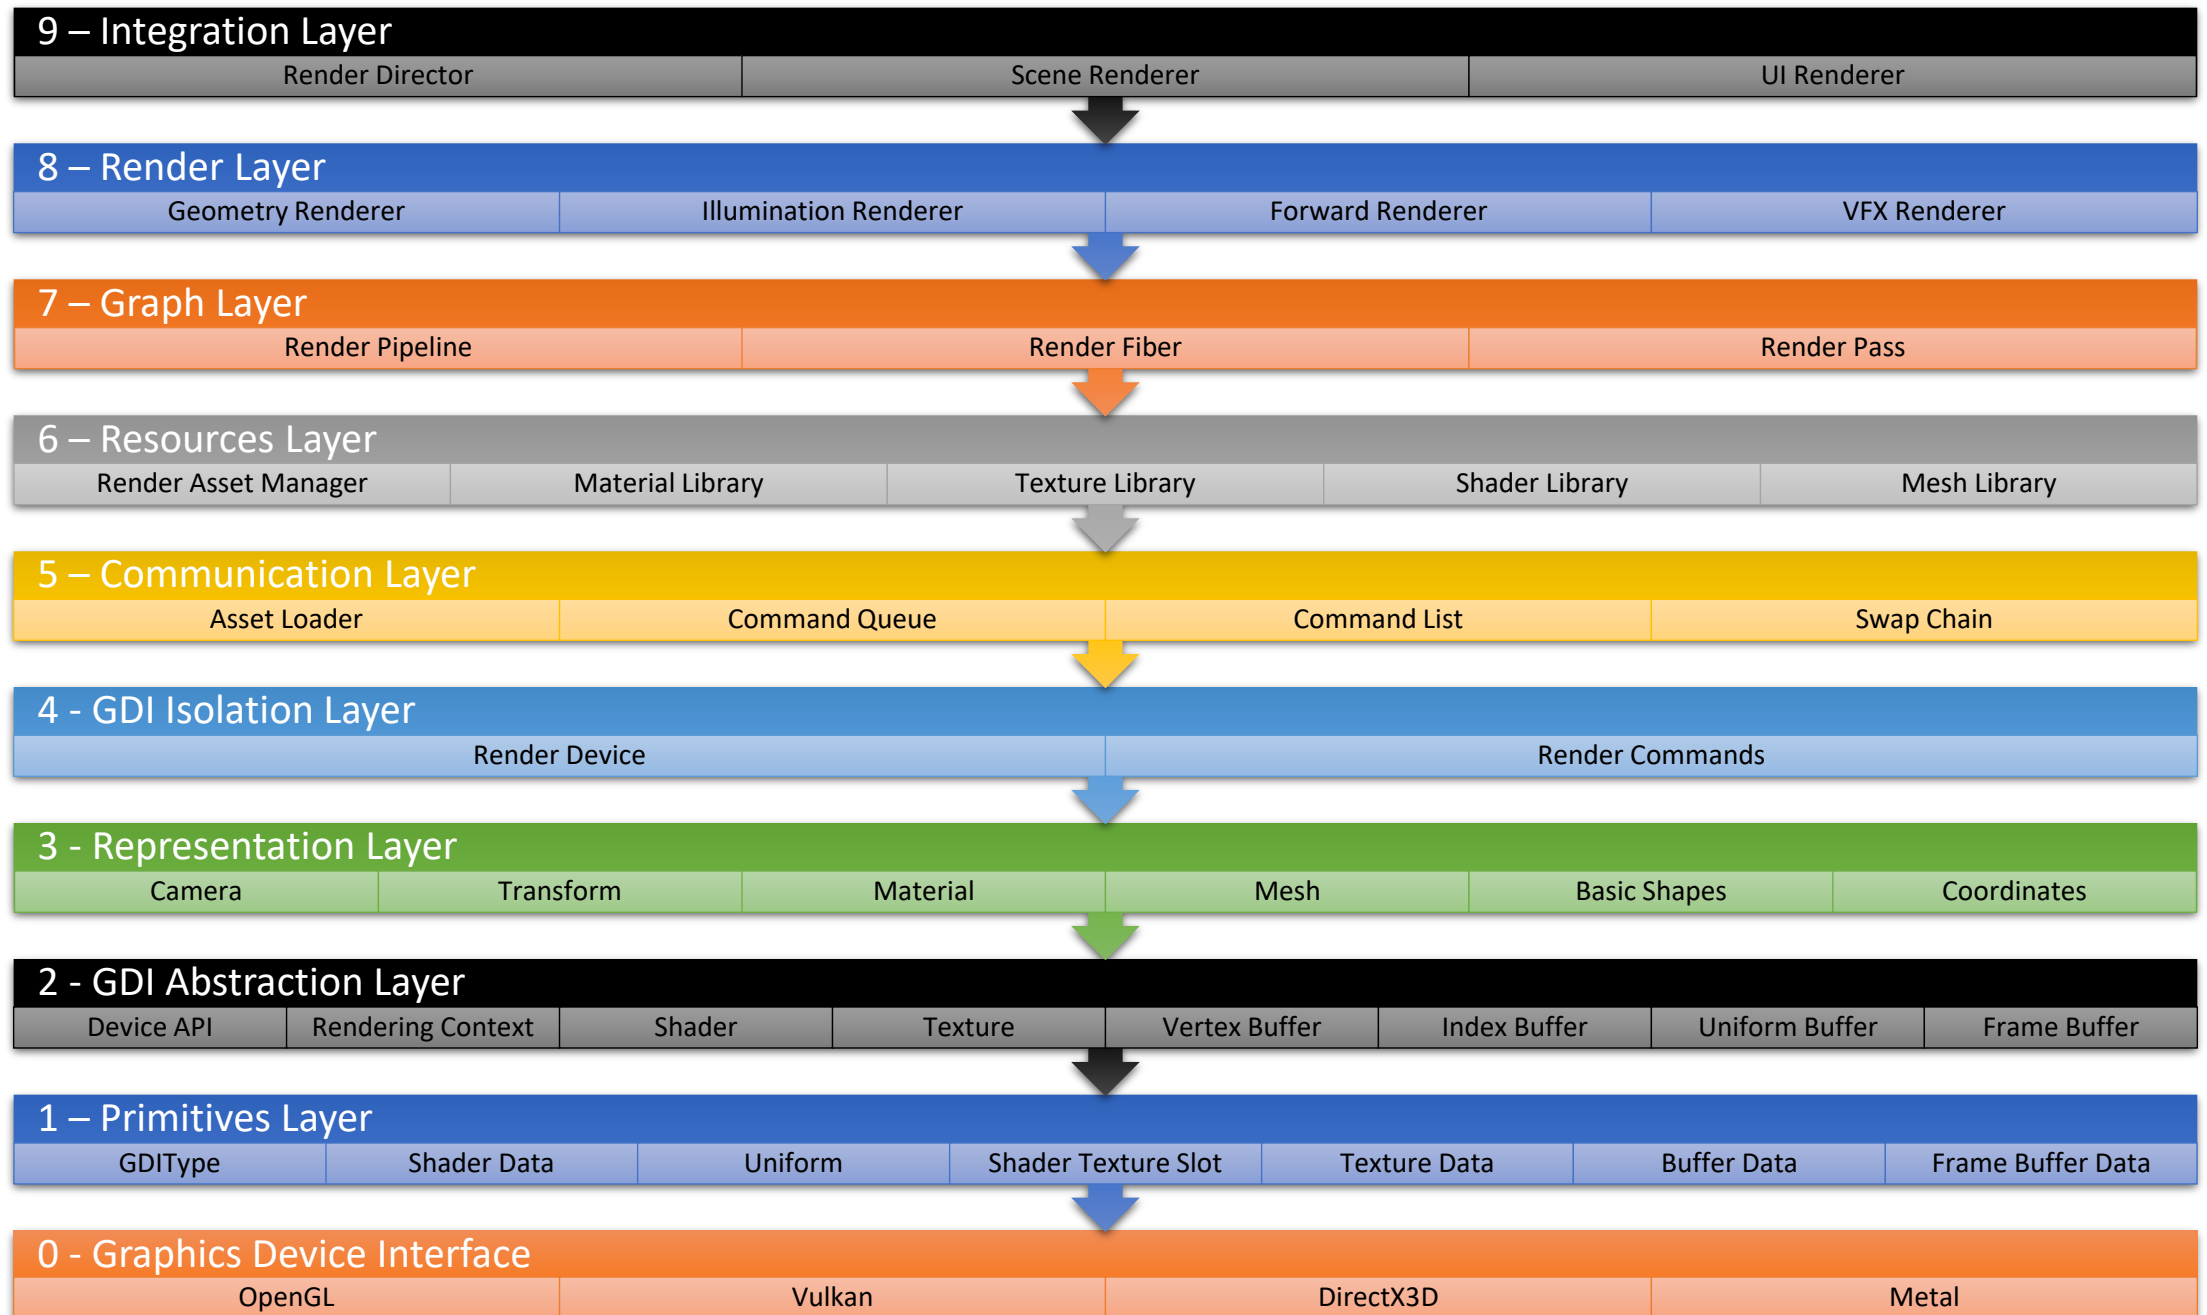 9 – Integration Layer
Render Director Scene Renderer UI Renderer
8 – Render Layer
Geometry Renderer Illumination Renderer Forward Renderer VFX Renderer
7 – Graph Layer
Render Pipeline Render Fiber Render Pass
6 – Resources Layer
Render Asset Manager Material Library Texture Library Shader Library Mesh Library
5 – Communication Layer
Asset Loader Command Queue Command List Swap Chain
4 - GDI Isolation Layer
Render Device Render Commands
3 - Representation Layer
Camera Transform Material Mesh Basic Shapes Coordinates
2 - GDI Abstraction Layer
Device API Rendering Context Shader Texture Vertex Buffer Index Buffer Uniform Buffer Frame Buffer
1 – Primitives Layer
GDIType Shader Data Uniform Shader Texture Slot Texture Data Buffer Data Frame Buffer Data
0 - Graphics Device Interface
OpenGL Vulkan DirectX3D Metal